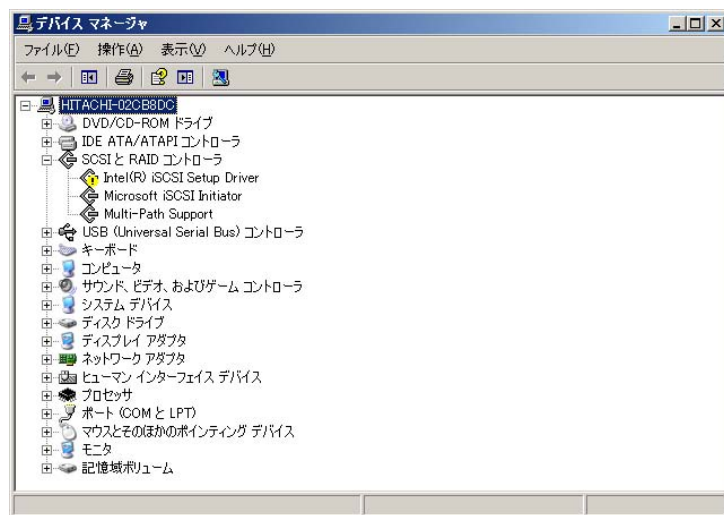 デバイス マネージャ
ファイル(F) 操作(A) 表示(V) ヘルプ(H)
HITACHI-02CB8DC
DVD/CD-ROM ドライブ
IDE ATA/ATAPI コントローラ
SCSI と RAID コントローラ
Intel(R) iSCSI Setup Driver
Microsoft iSCSI Initiator
Multi-Path Support
USB (Universal Serial Bus) コントローラ
キーボード
コンピュータ
サウンド、ビデオ、およびゲーム コントローラ
システム デバイス
ディスク ドライブ
ディスプレイ アダプタ
ネットワーク アダプタ
ヒューマン インターフェイス デバイス
プロセッサ
ポート (COM と LPT)
マウスとそのほかのポインティング デバイス
モニタ
記憶域ボリューム